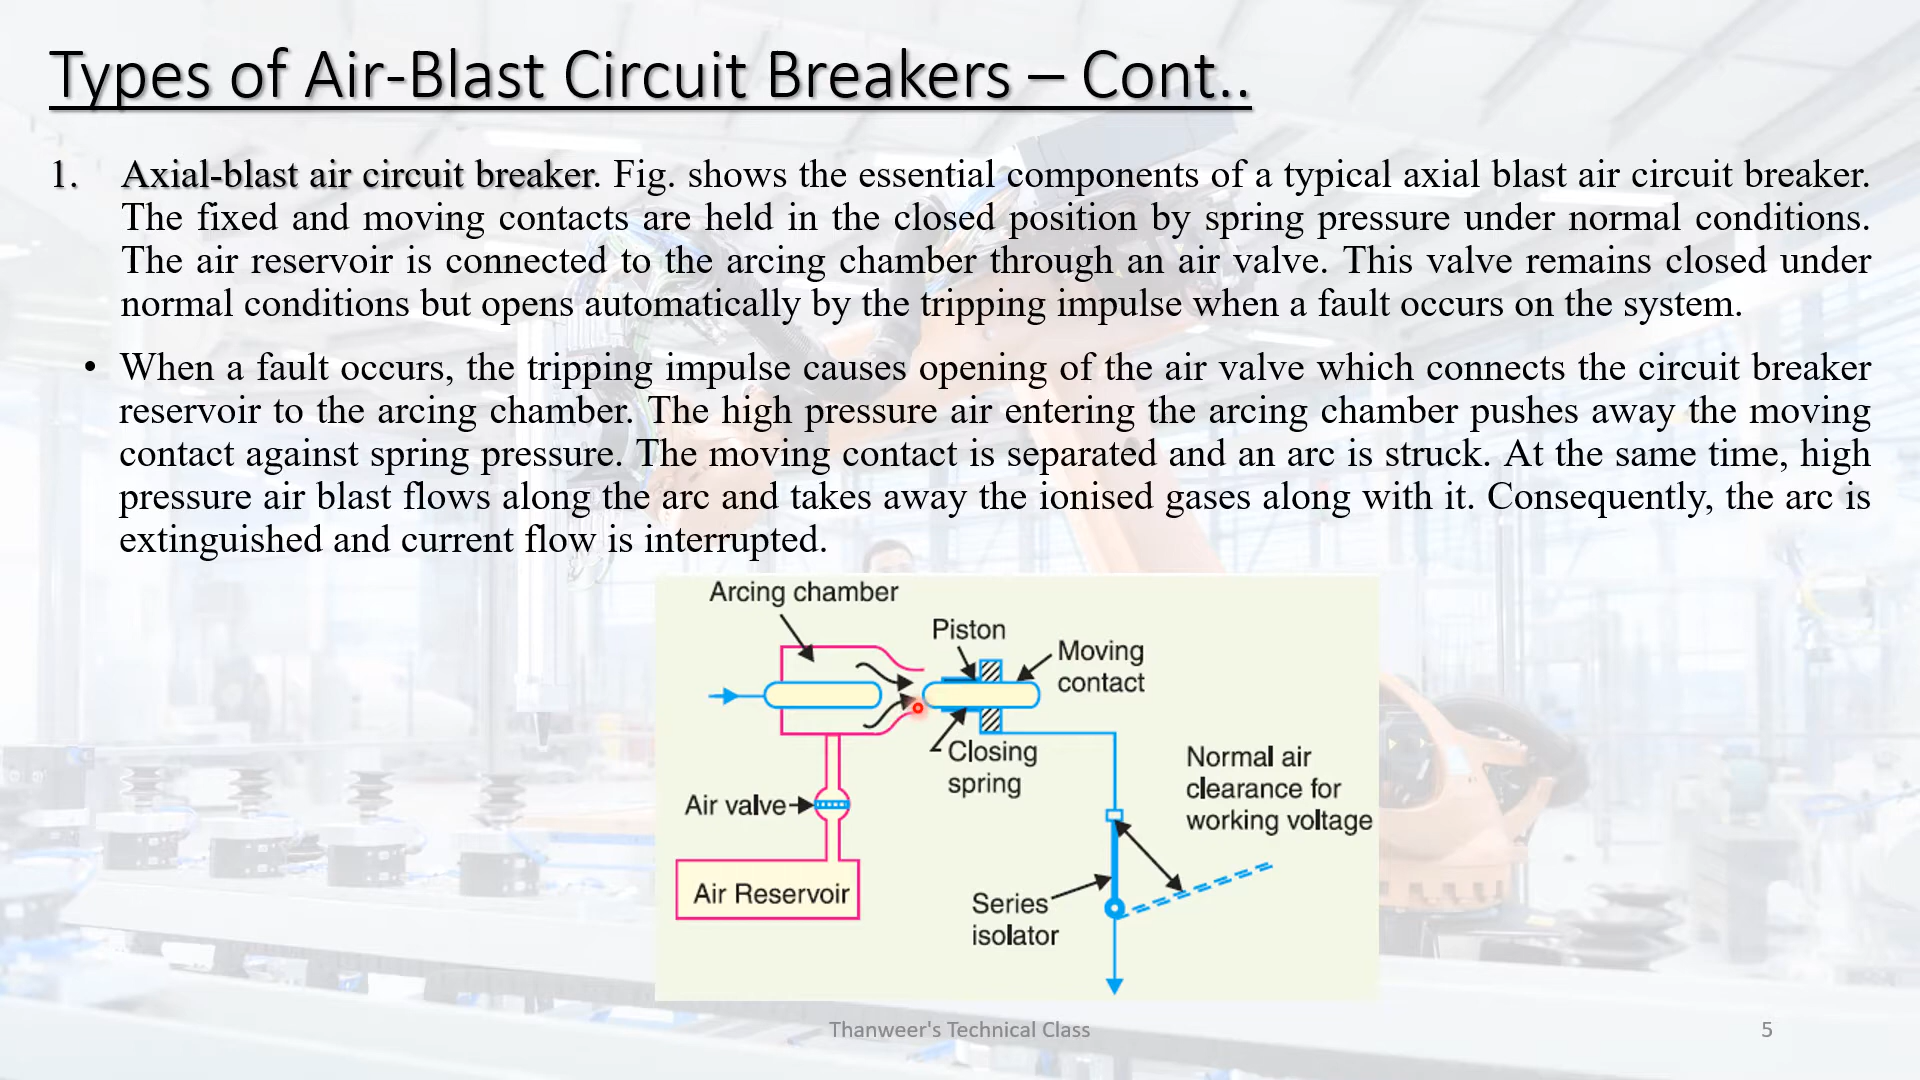 Types of Air-Blast Circuit Breakers – Cont..
1. Axial-blast air circuit breaker. Fig. shows the essential components of a typical axial blast air circuit breaker.
The fixed and moving contacts are held in the closed position by spring pressure under normal conditions.
The air reservoir is connected to the arcing chamber through an air valve. This valve remains closed under
normal conditions but opens automatically by the tripping impulse when a fault occurs on the system.
• When a fault occurs, the tripping impulse causes opening of the air valve which connects the circuit breaker
reservoir to the arcing chamber. The high pressure air entering the arcing chamber pushes away the moving
contact against spring pressure. The moving contact is separated and an arc is struck. At the same time, high
pressure air blast flows along the arc and takes away the ionised gases along with it. Consequently, the arc is
extinguished and current flow is interrupted.
Arcing chamber
Piston
Moving
contact
Closing
spring
Normal air
clearance for
working voltage
Air valve
Air Reservoir
Series
isolator
Thanweer's Technical Class
5